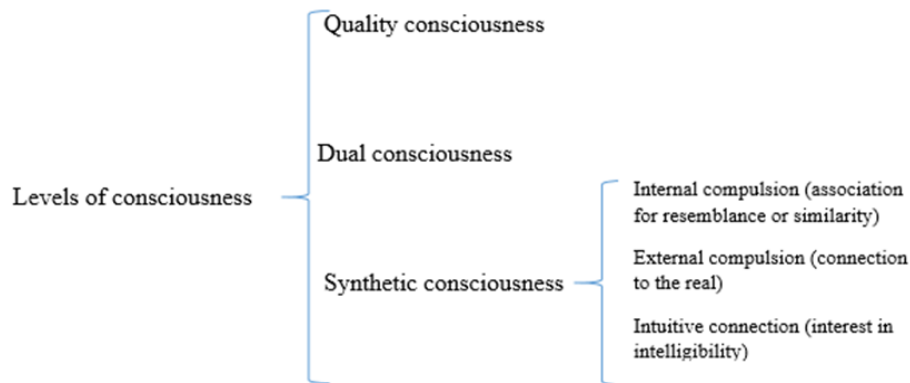 Quality consciousness
Dual consciousness
Levels of consciousness
Synthetic consciousness
Internal compulsion (association
for resemblance or similarity)
External compulsion (connection
to the real)
Intuitive connection (interest in
intelligibility)